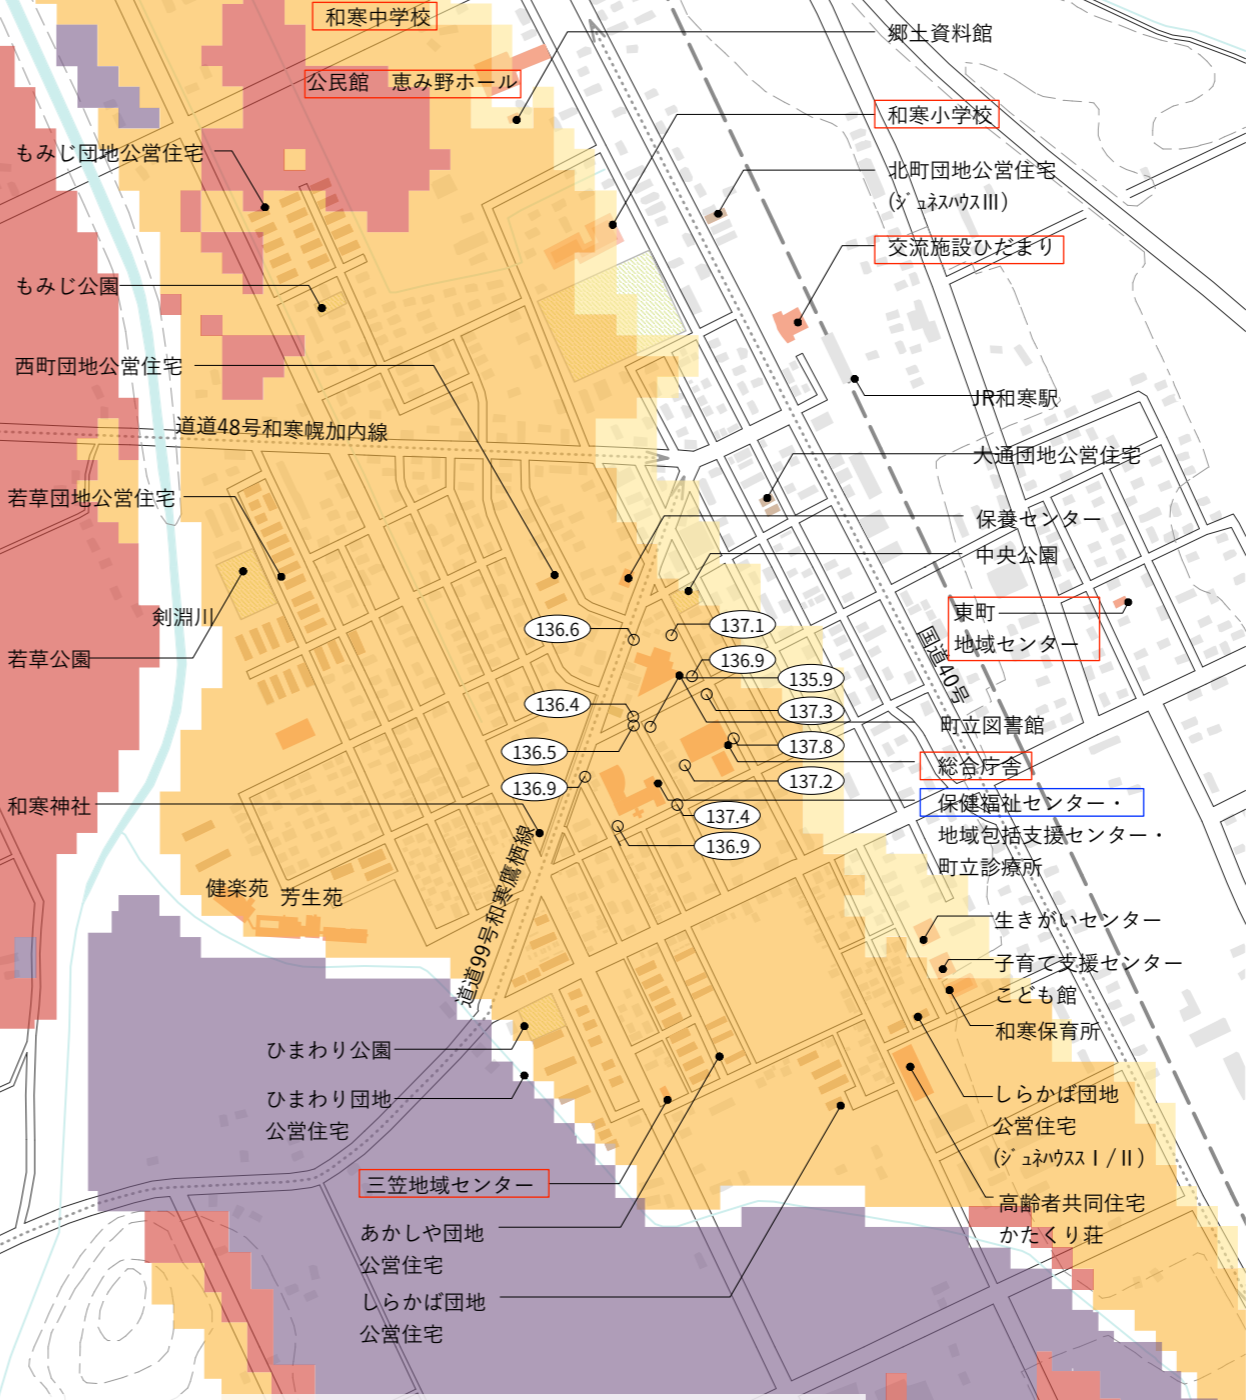 和寒中学校
郷土資料館
公民館 恵み野ホール
和寒小学校
もみじ団地公営住宅
北町団地公営住宅
(ｼﾞｭﾈｽﾊｳｽⅢ)
交流施設ひだまり
もみじ公園
西町団地公営住宅
JR和寒駅
道道48号和寒幌加内線
大通団地公営住宅
若草団地公営住宅
保養センター
中央公園
剣淵川
東町
地域センター
若草公園
国道40号
136.6
137.1
136.9
135.9
136.4
137.3
町立図書館
136.5
137.8
総合庁舎
136.9
137.2
和寒神社
保健福祉センター・
地域包括支援センター・
町立診療所
137.4
136.9
道道99号和寒鷹栖線
健楽苑
芳生苑
生きがいセンター
子育て支援センター
こども館
和寒保育所
ひまわり公園
ひまわり団地
公営住宅
しらかば団地
公営住宅
(ｼﾞｭﾈﾊｳｽｽⅠ/Ⅱ)
三笠地域センター
高齢者共同住宅
かたくり荘
あかしや団地
公営住宅
しらかば団地
公営住宅